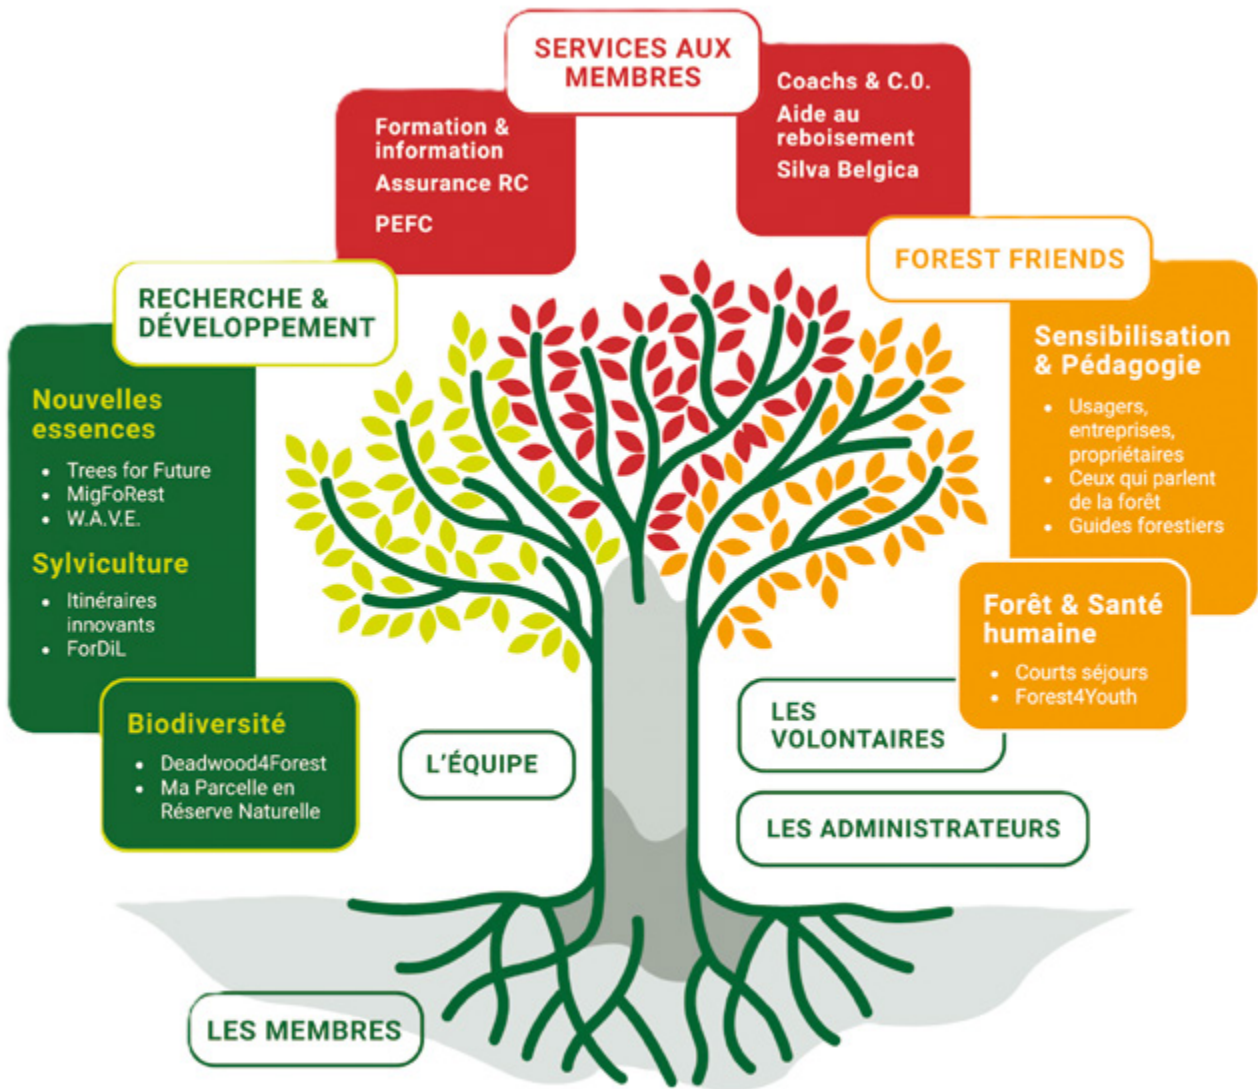 SERVICES AUX
MEMBRES
Formation &
information
Assurance RC
PEFC
Coachs & C.O.
Aide au
reboisement
Silva Belgica
RECHERCHE &
DÉVELOPPEMENT
Nouvelles
essences
• Trees for Future
• MigFoRest
• W.A.V.E.
Sylviculture
• Itinéraires
innovants
• ForDiL
Biodiversité
• Deadwood4Forest
• Ma Parcelle en
Réserve Naturelle
FOREST FRIENDS
Sensibilisation
& Pédagogie
• Usagers,
entreprises,
propriétaires
• Ceux qui parlent
de la forêt
• Guides forestiers
Forêt & Santé
humaine
• Courts séjours
• Forest4Youth
L'ÉQUIPE
LES
VOLONTAIRES
LES ADMINISTRATEURS
LES MEMBRES